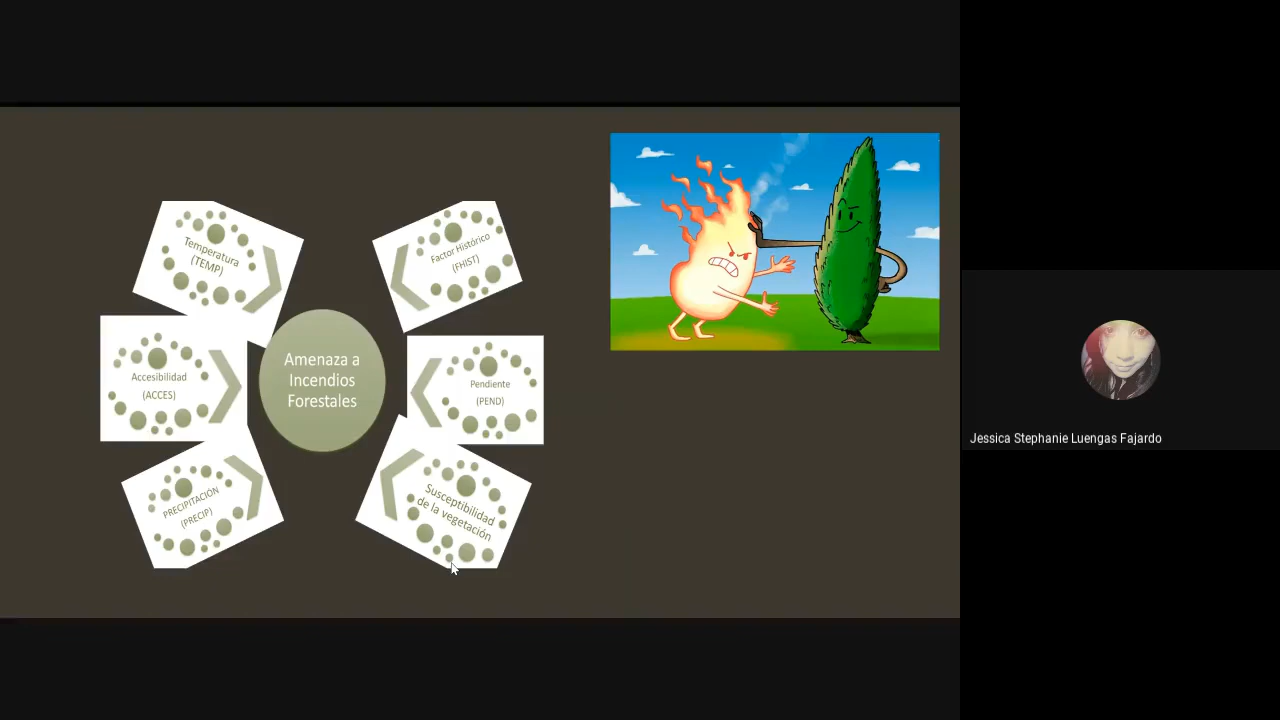 Temperatura
(TEMP)
Factor Histórico
(FHIST)
Accesibilidad
(ACCES)
Amenaza a
Incendios
Forestales
Pendiente
(PEND)
PRECIPITACIÓN
(PRECIP)
Susceptibilidad
de la vegetación
Jessica Stephanie Luengas Fajardo